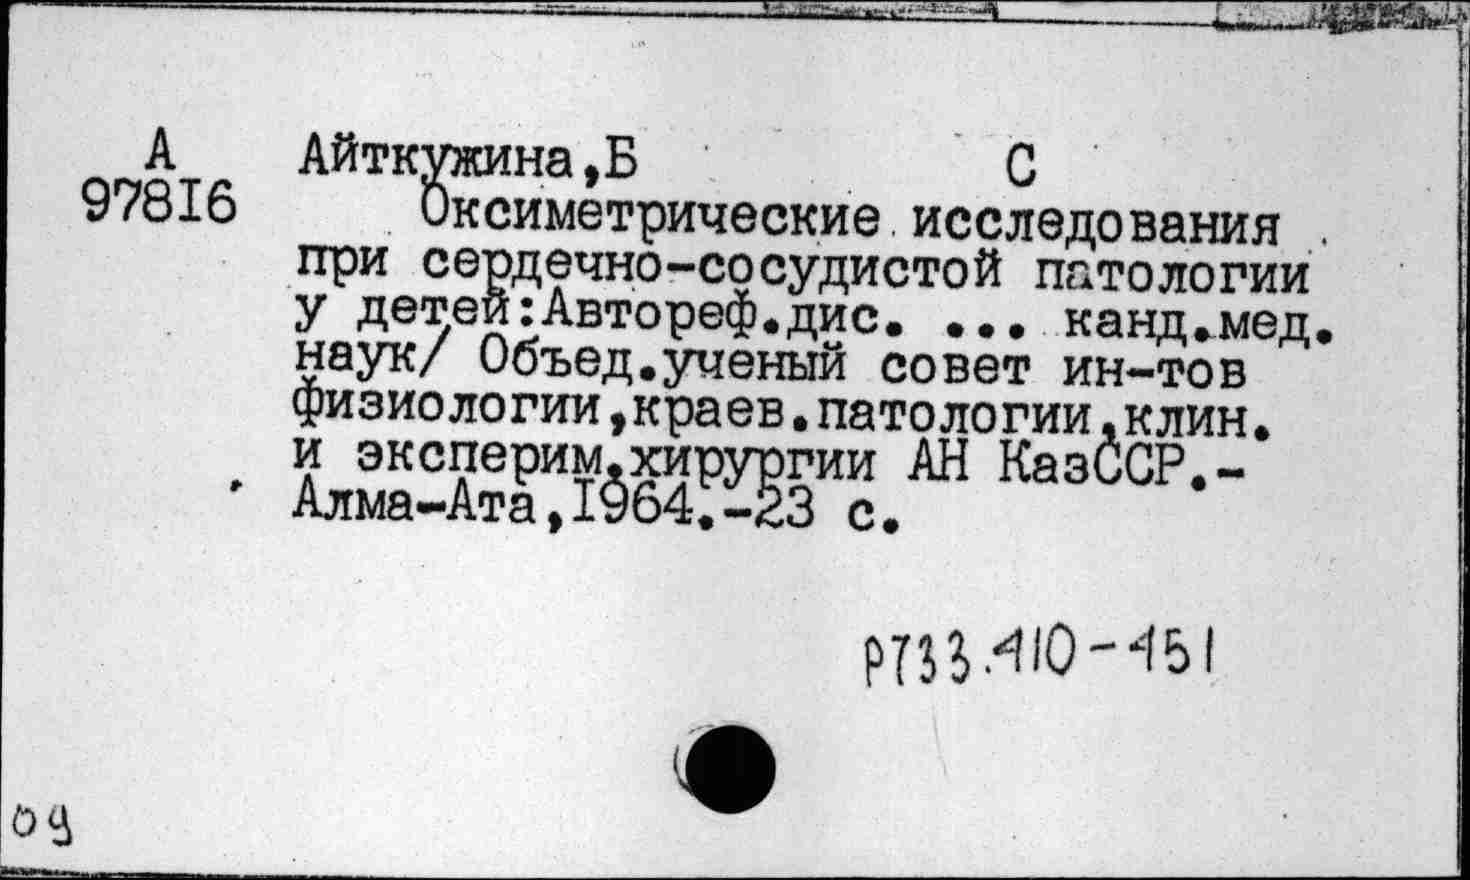 А
97816
Айткужина,Б С
Оксиметрические исследования
при сердечно-сосудистой патологии
у детей:Автореф.дис. ... канд.мед.
наук/ Объед.ученый совет ин-тов
физиологии,краев.патологии,клин.
и эксперим.хирургии АН КазССР.-
Алма-Ата,1964.-23 с.
Р733.410-451